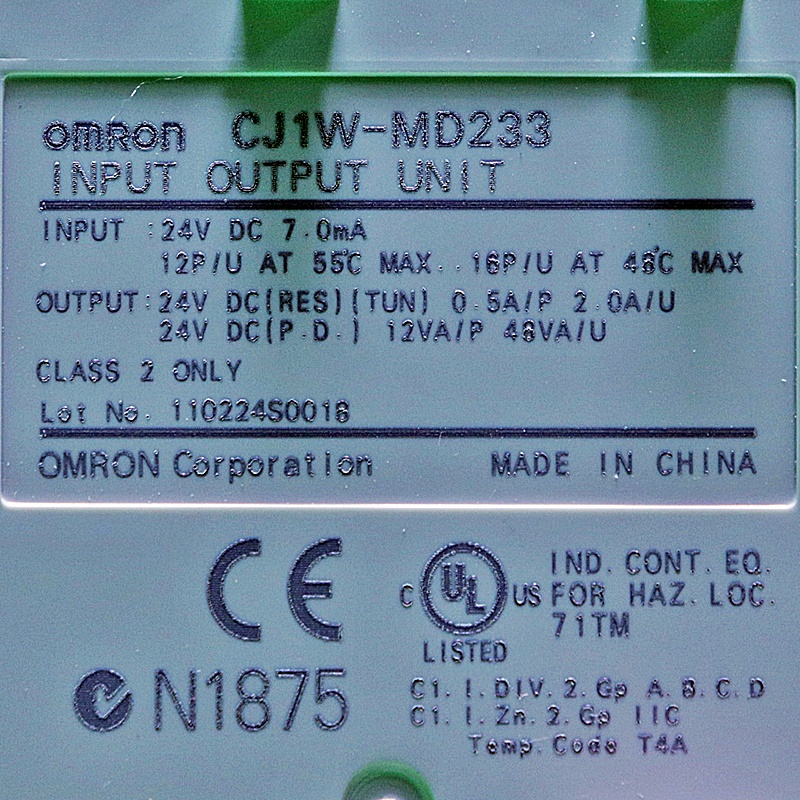 OMRON CJ1W-MD233
INPUT OUTPUT UNIT
INPUT : 24V DC 7.0mA
12P/U AT 55℃ MAX. 16P/U AT 48℃ MAX
OUTPUT: 24V DC(RES)(TUN) 0.5A/P 2.0A/U
24V DC(P.D.) 12VA/P 48VA/U
CLASS 2 ONLY
Lot No. 110224S0018
OMRON Corporation MADE IN CHINA
CE
C UL US
LISTED
IND. CONT. EQ.
FOR HAZ. LOC.
71TM
N1875
C1. I. DIV. 2. Gp A. B. C. D
C1. I. Zn. 2. Gp IIC
Temp. Code T4A